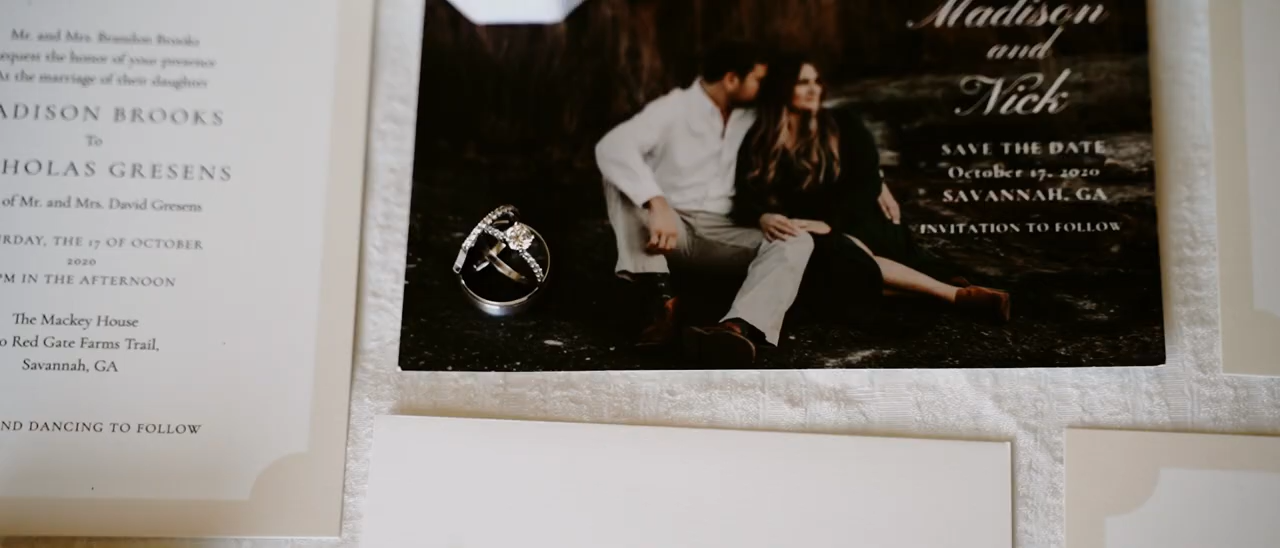 Mr. and Mrs. Brandon Brooks
request the honor of your presence
At the marriage of their daughter
ADISON BROOKS
To
HOLAS GRESENS
of Mr. and Mrs. David Gresens
RDAY, THE 17 OF OCTOBER
2020
PM IN THE AFTERNOON
The Mackey House
0 Red Gate Farms Trail,
Savannah, GA
ND DANCING TO FOLLOW
Madison
and
Nick
SAVE THE DATE
October 17, 2020
SAVANNAH, GA
INVITATION TO FOLLOW